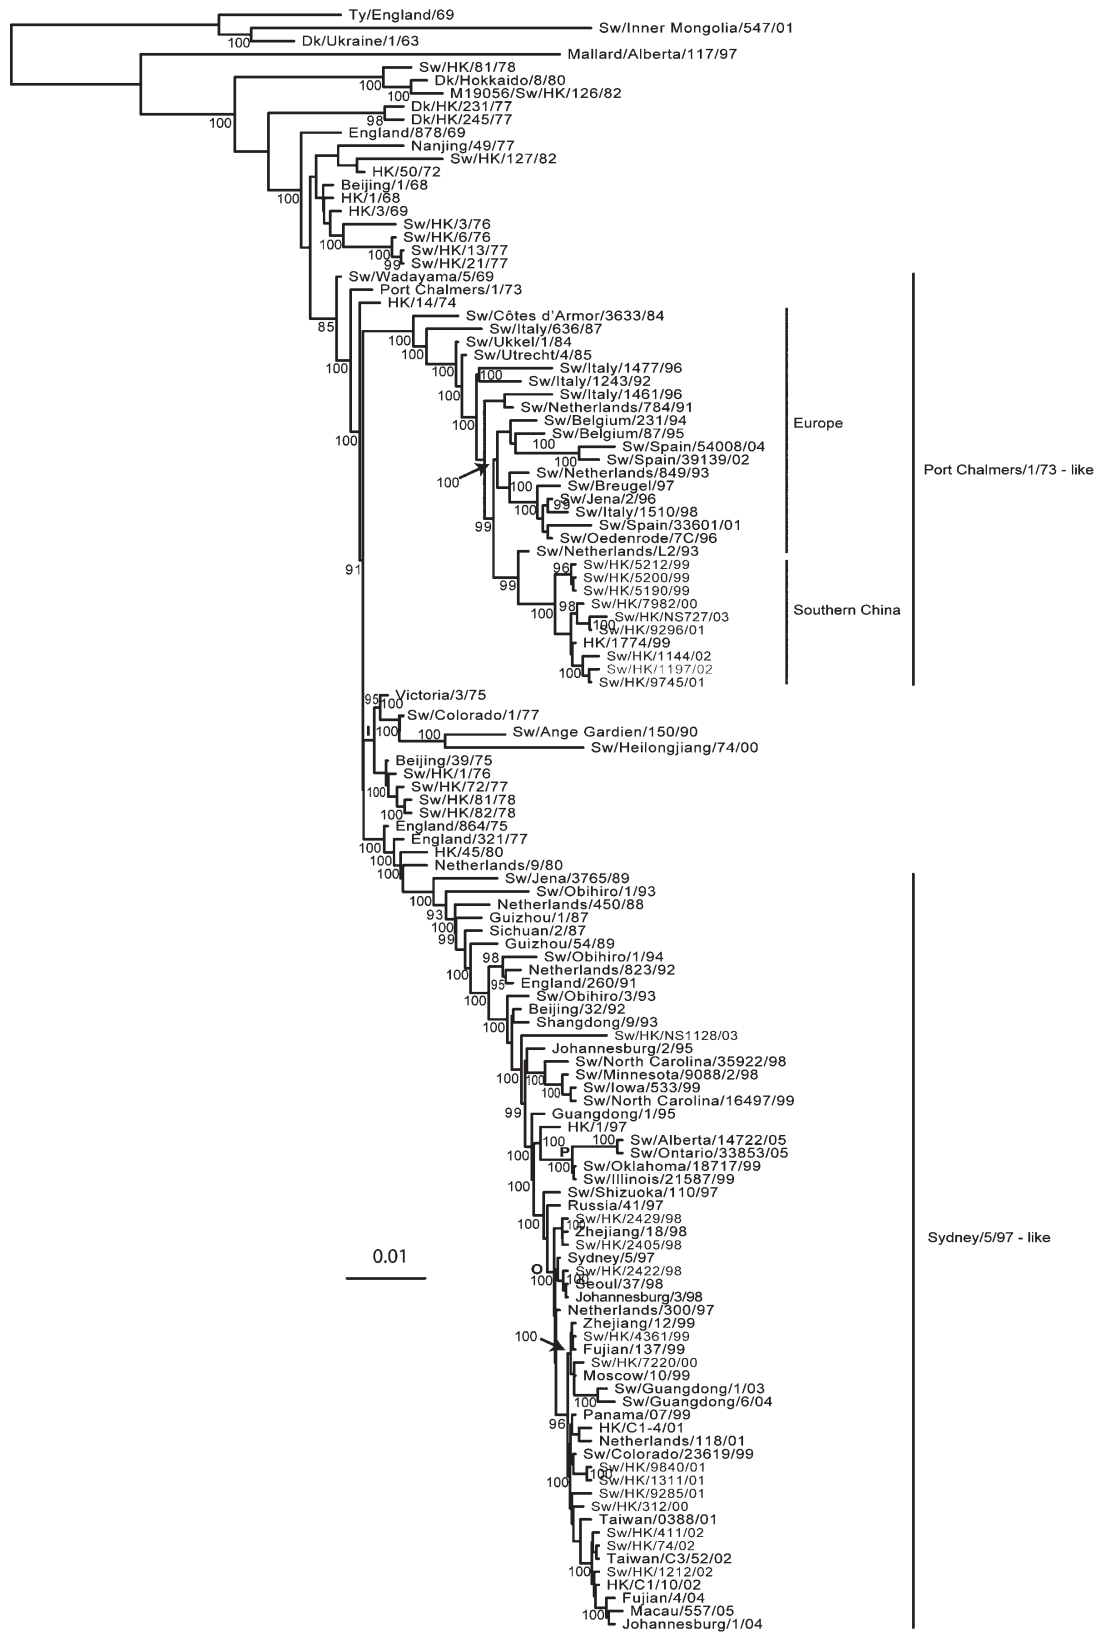 Ty/England/69
Sw/Inner Mongolia/547/01
100
Dk/Ukraine/1/63
Mallard/Alberta/117/97
Sw/HK/81/78
100
Dk/Hokkaido/8/80
100
M19056/Sw/HK/126/82
Dk/HK/231/77
100
98
Dk/HK/245/77
England/878/69
Nanjing/49/77
Sw/HK/127/82
HK/50/72
Beijing/1/68
100
HK/1/68
HK/3/69
Sw/HK/3/76
Sw/HK/6/76
100
Sw/HK/13/77
100
Sw/HK/21/77
99
Sw/Wadayama/5/69
Port Chalmers/1/73
HK/14/74
Sw/Côtes d'Armor/3633/84
85
Sw/Italy/636/87
100
Sw/Ukkel/1/84
100
Sw/Utrecht/4/85
100
Sw/Italy/1477/96
100
100
Sw/Italy/1243/92
Sw/Italy/1461/96
100
Sw/Netherlands/784/91
Sw/Belgium/231/94
100
Europe
Sw/Belgium/87/95
100
100
Sw/Spain/54008/04
Sw/Spain/39139/02
100
Port Chalmers/1/73 - like
Sw/Netherlands/849/93
100
Sw/Breugel/97
100
Sw/Jena/2/96
99
Sw/Italy/1510/98
100
Sw/Spain/33601/01
99
Sw/Oedenrode/7C/96
Sw/Netherlands/L2/93
Sw/HK/5212/99
96
91
Sw/HK/5200/99
99
Sw/HK/5190/99
Sw/HK/7982/00
98
100
Southern China
Sw/HK/NS727/03
100
Sw/HK/9296/01
HK/1774/99
Sw/HK/1144/02
Sw/HK/1197/02
100
Sw/HK/9745/01
Victoria/3/75
95
100
Sw/Colorado/1/77
I
100
100
Sw/Ange Gardien/150/90
Sw/Heilongjiang/74/00
Beijing/39/75
Sw/HK/1/76
Sw/HK/72/77
100
Sw/HK/81/78
Sw/HK/82/78
100
England/864/75
England/321/77
100
HK/45/80
100
Netherlands/9/80
Sw/Jena/3765/89
Sw/Obihiro/1/93
100
Netherlands/450/88
93
Guizhou/1/87
100
Sichuan/2/87
99
Guizhou/54/89
98
Sw/Obihiro/1/94
100
Netherlands/823/92
England/260/91
95
Sw/Obihiro/3/93
100
Beijing/32/92
Shangdong/9/93
100
Sw/HK/NS1128/03
Johannesburg/2/95
Sw/North Carolina/35922/98
100
100
Sw/Minnesota/9088/2/98
Sw/Iowa/533/99
100
Sw/North Carolina/16497/99
99
Guangdong/1/95
HK/1/97
100
100
Sw/Alberta/14722/05
P
100
Sw/Ontario/33853/05
100
Sw/Oklahoma/18717/99
Sw/Illinois/21587/99
100
Sw/Shizuoka/110/97
Russia/41/97
Sw/HK/2429/98
100
100
Zhejiang/18/98
Sydney/5/97 - like
Sw/HK/2405/98
0.01
Sydney/5/97
O
Sw/HK/2422/98
100
100
Seoul/37/98
Johannesburg/3/98
Netherlands/300/97
Zhejiang/12/99
100
Sw/HK/4361/99
Fujian/137/99
Sw/HK/7220/00
Moscow/10/99
Sw/Guangdong/1/03
100
Sw/Guangdong/6/04
Panama/07/99
96
HK/C1-4/01
Netherlands/118/01
Sw/Colorado/23619/99
Sw/HK/9840/01
100
100
Sw/HK/1311/01
Sw/HK/9285/01
Sw/HK/312/00
Taiwan/0388/01
Sw/HK/411/02
Sw/HK/74/02
Taiwan/C3/52/02
100
Sw/HK/1212/02
HK/C1/10/02
Fujian/4/04
Macau/557/05
100
Johannesburg/1/04